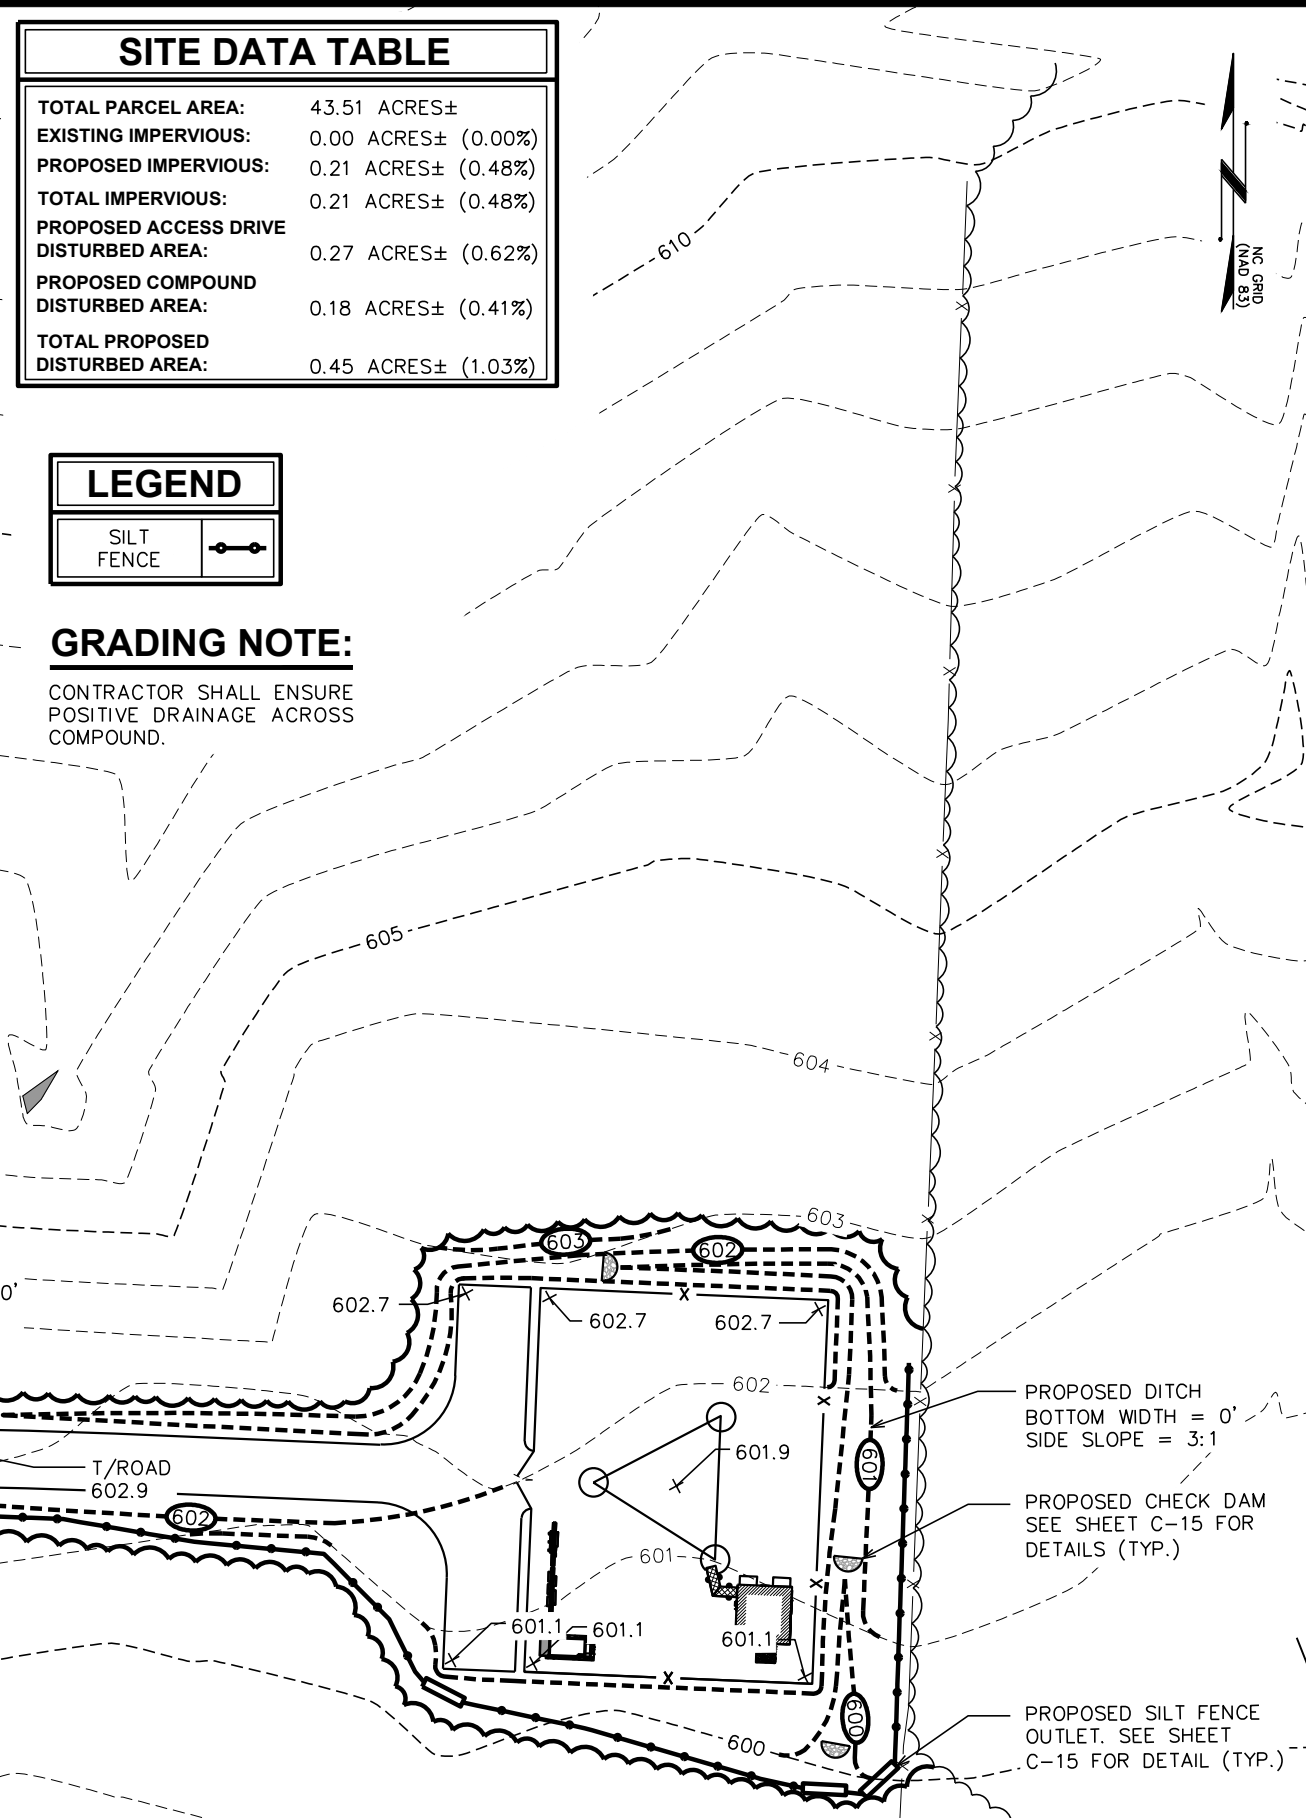 SITE DATA TABLE
TOTAL PARCEL AREA: 43.51 ACRES±
EXISTING IMPERVIOUS: 0.00 ACRES± (0.00%)
PROPOSED IMPERVIOUS: 0.21 ACRES± (0.48%)
TOTAL IMPERVIOUS: 0.21 ACRES± (0.48%)
PROPOSED ACCESS DRIVE
DISTURBED AREA: 0.27 ACRES± (0.62%)
PROPOSED COMPOUND
DISTURBED AREA: 0.18 ACRES± (0.41%)
TOTAL PROPOSED
DISTURBED AREA: 0.45 ACRES± (1.03%)
NC GRID
(NAD 83)
610
LEGEND
SILT
FENCE
GRADING NOTE:
CONTRACTOR SHALL ENSURE
POSITIVE DRAINAGE ACROSS
COMPOUND.
605
604
603
603
602
0'
602.7
602.7
602.7
602
PROPOSED DITCH
BOTTOM WIDTH = 0'
SIDE SLOPE = 3:1
601.9
601
T/ROAD
602.9
602
PROPOSED CHECK DAM
SEE SHEET C-15 FOR
DETAILS (TYP.)
601
601.1
601.1
601.1
600
600
PROPOSED SILT FENCE
OUTLET. SEE SHEET
C-15 FOR DETAIL (TYP.)